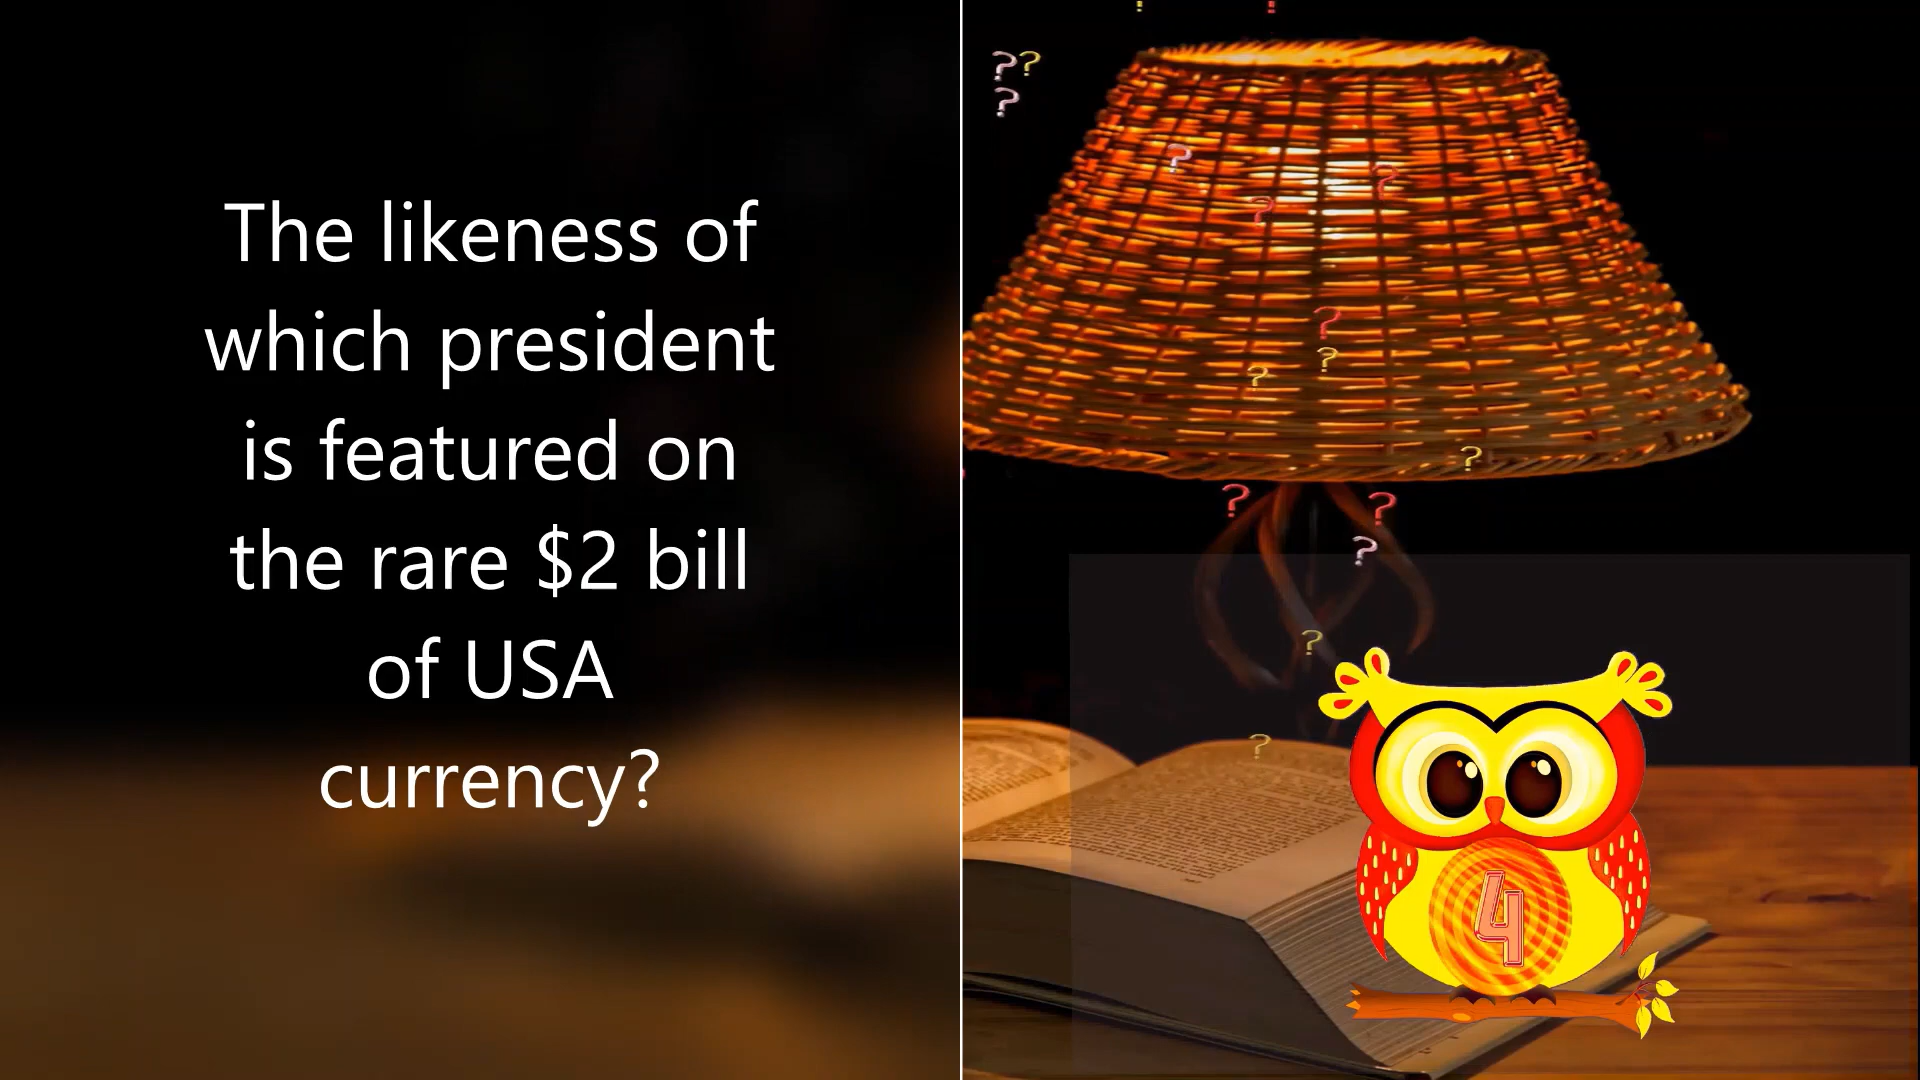 The likeness of
which president
is featured on
the rare $2 bill
of USA
currency?
4